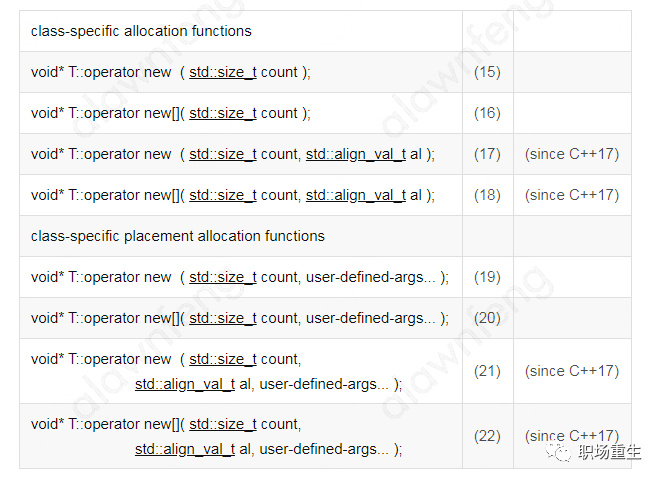 class-specific allocation functions
void* T::operator new  ( std::size_t count ); (15)
void* T::operator new[]( std::size_t count ); (16)
void* T::operator new  ( std::size_t count, std::align_val_t al ); (17) (since C++17)
void* T::operator new[]( std::size_t count, std::align_val_t al ); (18) (since C++17)
class-specific placement allocation functions
void* T::operator new  ( std::size_t count, user-defined-args... ); (19)
void* T::operator new[]( std::size_t count, user-defined-args... ); (20)
void* T::operator new  ( std::size_t count,
std::align_val_t al, user-defined-args... ); (21) (since C++17)
void* T::operator new[]( std::size_t count,
std::align_val_t al, user-defined-args... ); (22) (since C++17)
alawnfeng
alawnfeng
alawnfeng
alawnfeng
职场重生